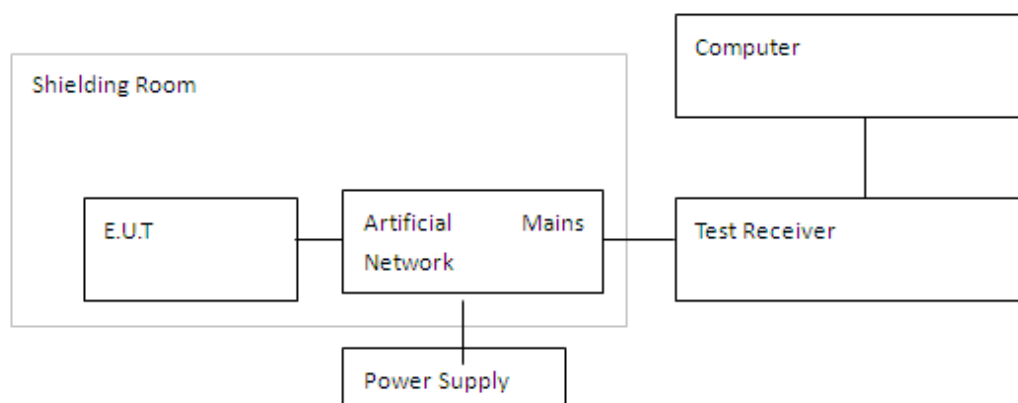 Computer
Shielding Room
E.U.T
Artificial Mains
Network
Test Receiver
Power Supply